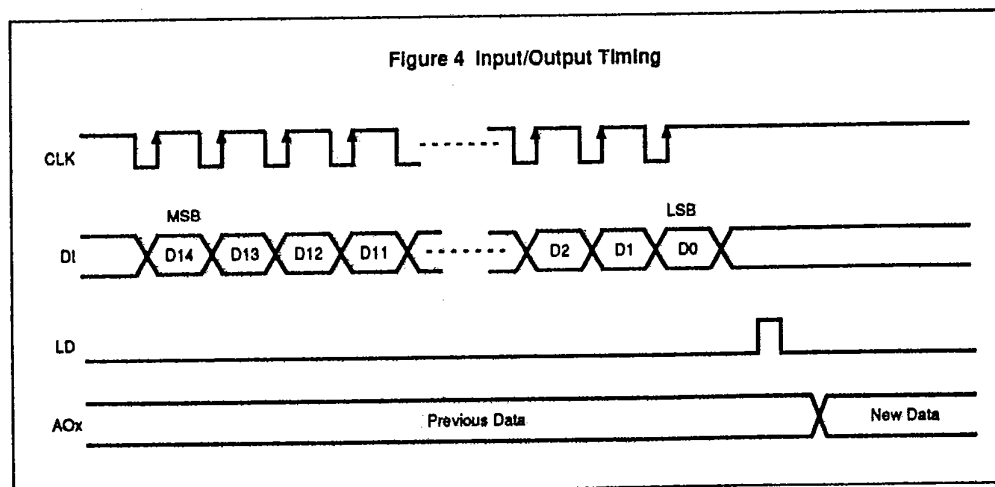 Figure 4 Input/Output Timing
CLK
MSB
LSB
DI
D14 D13 D12 D11 D2 D1 D0
LD
AOx
Previous Data
New Data